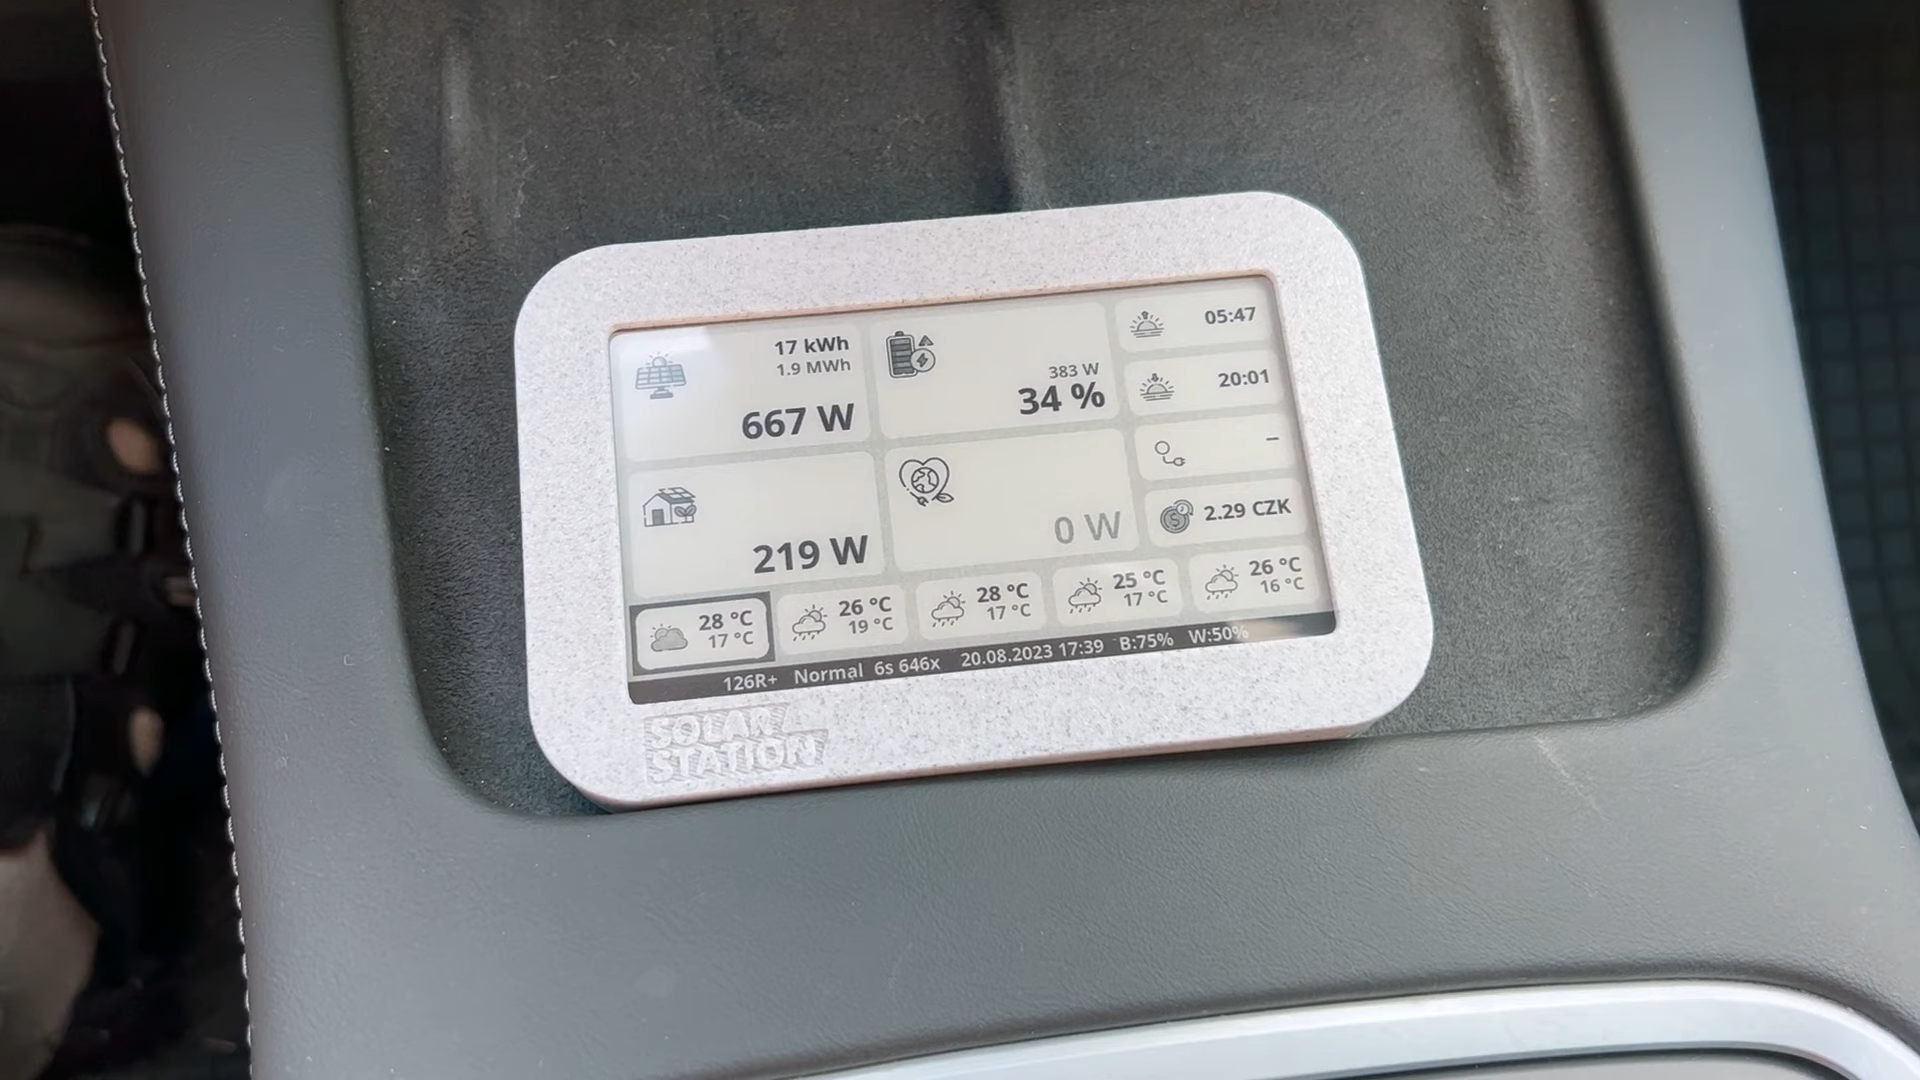 17 kWh
1.9 MWh
667 W
383 W
34 %
05:47
20:01
–
219 W
0 W
2.29 CZK
28 °C
17 °C
26 °C
19 °C
28 °C
17 °C
25 °C
17 °C
26 °C
16 °C
126R+ Normal 6s 646x 20.08.2023 17:39 B:75% W:50%
SOLAR
STATION